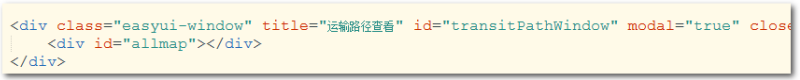 <div class="easyui-window" title="运输路径查看" id="transitPathWindow" modal="true" close
<div id="allmap"></div>
</div>